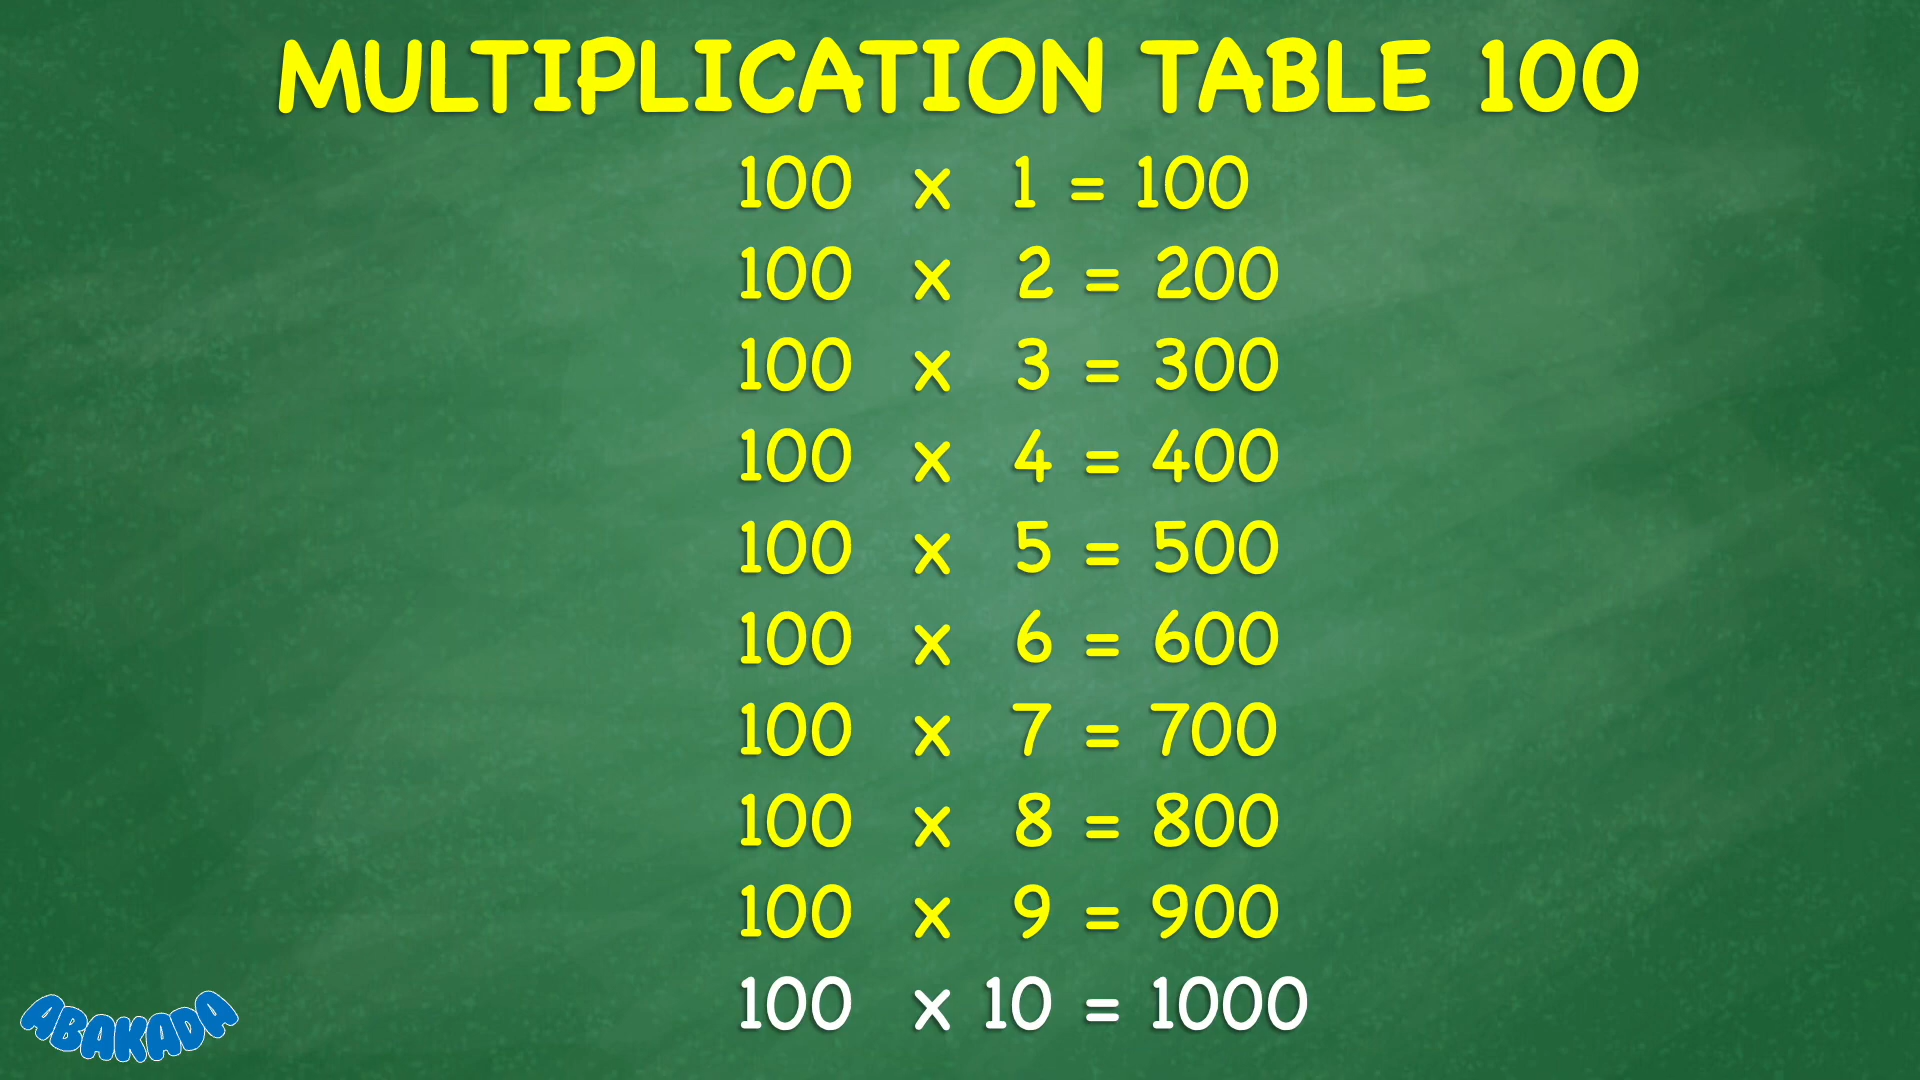 MULTIPLICATION TABLE 100
100 x 1 = 100
100 x 2 = 200
100 x 3 = 300
100 x 4 = 400
100 x 5 = 500
100 x 6 = 600
100 x 7 = 700
100 x 8 = 800
100 x 9 = 900
100 x 10 = 1000
ABAKADA